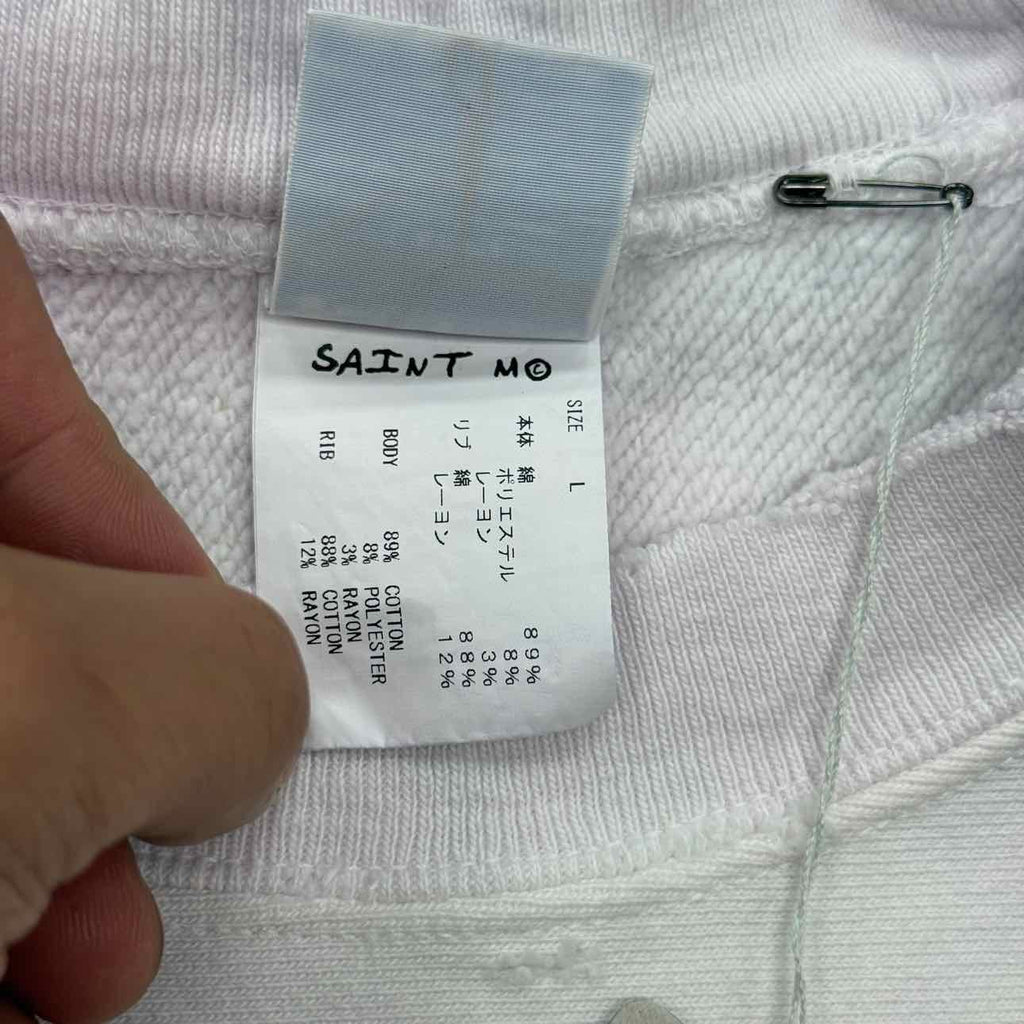 SAINT M©
SIZE L
本体 綿 89%
ポリエステル 8%
レーヨン 3%
リブ 綿 88%
レーヨン 12%
BODY 89% COTTON
8% POLYESTER
3% RAYON
RIB 88% COTTON
12% RAYON